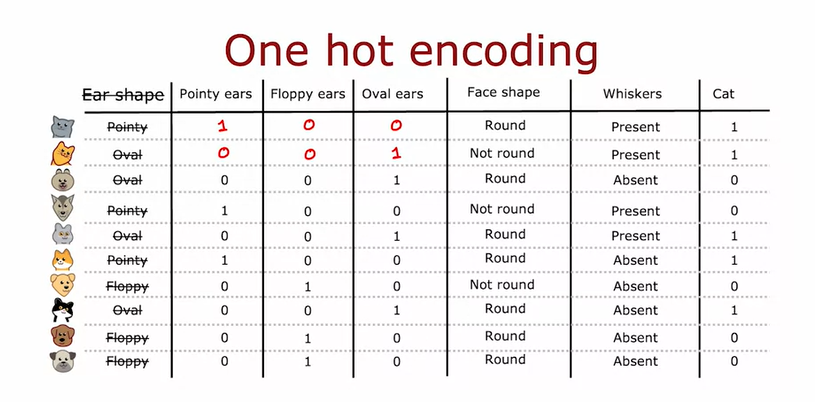 One hot encoding
Ear shape Pointy ears Floppy ears Oval ears Face shape Whiskers Cat
Pointy 1 0 0 Round Present 1
Oval 0 0 1 Not round Present 1
Oval 0 0 1 Round Absent 0
Pointy 1 0 0 Not round Present 0
Oval 0 0 1 Round Present 1
Pointy 1 0 0 Round Absent 1
Floppy 0 1 0 Not round Absent 0
Oval 0 0 1 Round Absent 1
Floppy 0 1 0 Round Absent 0
Floppy 0 1 0 Round Absent 0